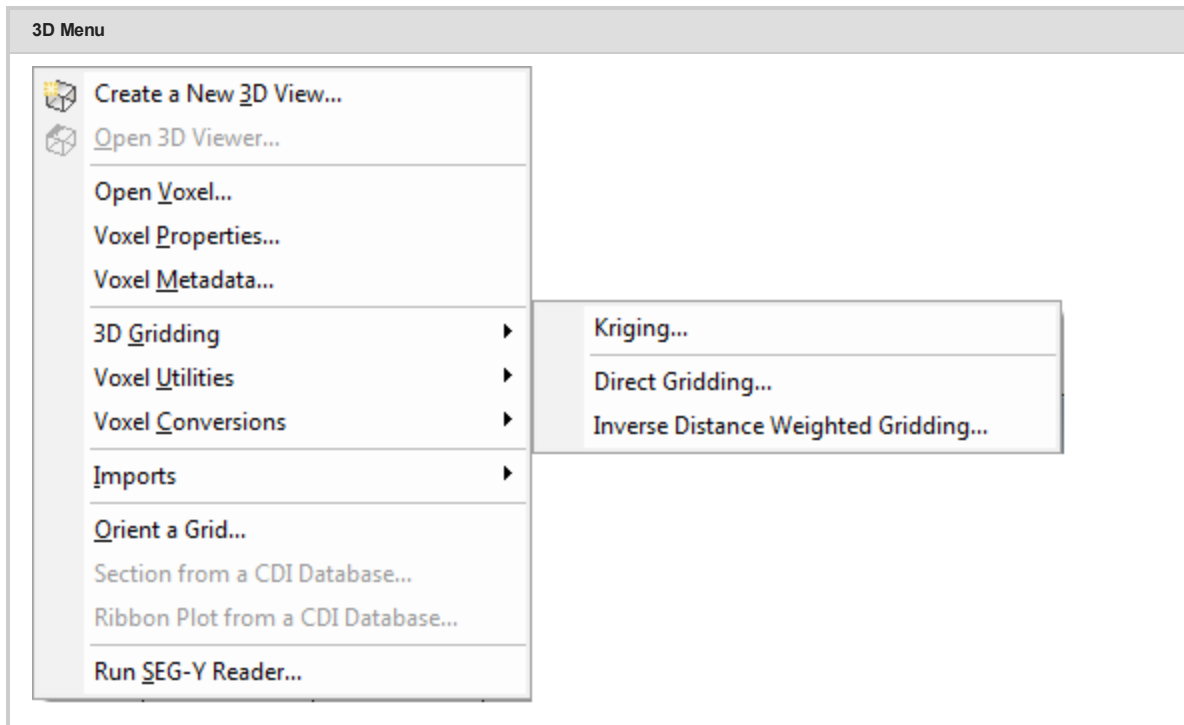 3D Menu
Create a New 3D View...
Open 3D Viewer...
Open Voxel...
Voxel Properties...
Voxel Metadata...
3D Gridding
Voxel Utilities
Voxel Conversions
Imports
Orient a Grid...
Section from a CDI Database...
Ribbon Plot from a CDI Database...
Run SEG-Y Reader...
Kriging...
Direct Gridding...
Inverse Distance Weighted Gridding...